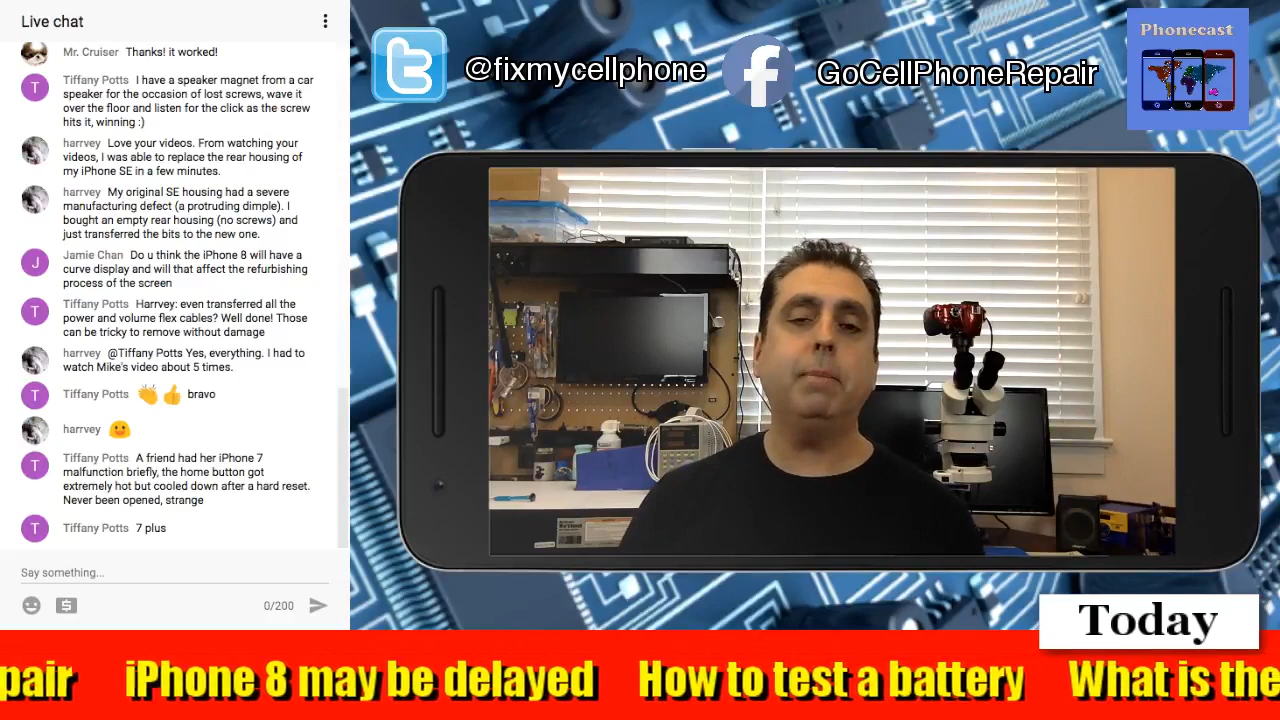 Live chat
Mr. Cruiser Thanks! it worked!
Tiffany Potts I have a speaker magnet from a car
speaker for the occasion of lost screws, wave it
over the floor and listen for the click as the screw
hits it, winning :)
harrvey Love your videos. From watching your
videos, I was able to replace the rear housing of
my iPhone SE in a few minutes.
harrvey My original SE housing had a severe
manufacturing defect (a protruding dimple). I
bought an empty rear housing (no screws) and
just transferred the bits to the new one.
Jamie Chan Do u think the iPhone 8 will have a
curve display and will that affect the refurbishing
process of the screen
Tiffany Potts Harrvey: even transferred all the
power and volume flex cables? Well done! Those
can be tricky to remove without damage
harrvey @Tiffany Potts Yes, everything. I had to
watch Mike's video about 5 times.
Tiffany Potts 👏👍 bravo
harrvey
Tiffany Potts A friend had her iPhone 7
malfunction briefly, the home button got
extremely hot but cooled down after a hard reset.
Never been opened, strange
Tiffany Potts 7 plus
Say something...
0/200
@fixmycellphone
GoCellPhoneRepair
Phonecast
Today
pair iPhone 8 may be delayed How to test a battery What is the